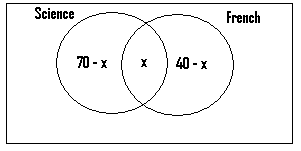 Science
French
70 - x
x
40 - x